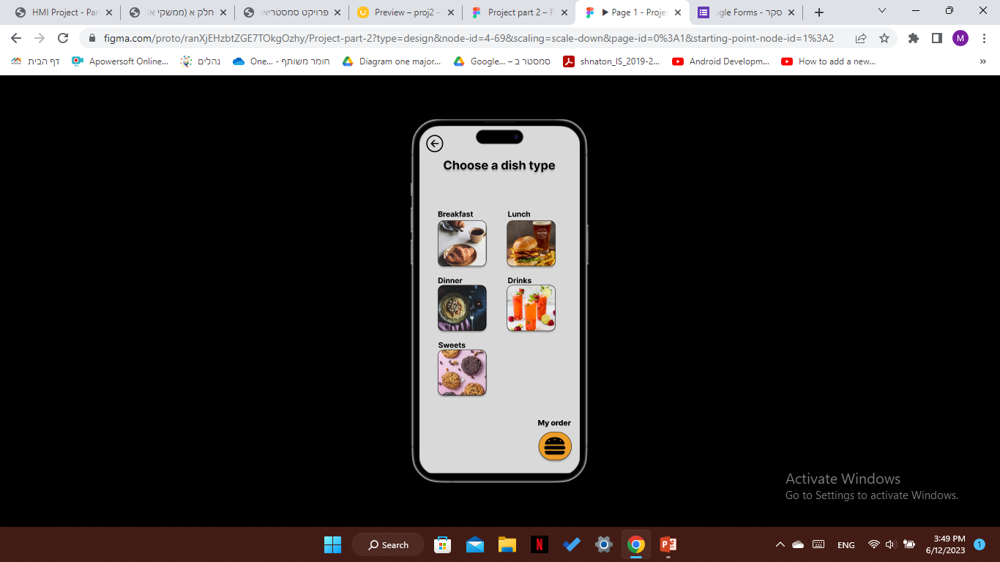 HMI Project - Par
חלק א (ממשקי אד
פרויקט סמסטריאל
Preview – proj2 –
Project part 2 – F
▶ Page 1 - Projec
סקר - ogle Forms
figma.com/proto/ranXjEHzbtZGE7TOkgOzhy/Project-part-2?type=design&node-id=4-69&scaling=scale-down&page-id=0%3A1&starting-point-node-id=1%3A2
M
דף הבית
Apowersoft Online...
נהלים
חומר משותף - One...
Diagram one major...
סמסטר ב – Google...
shnaton_IS_2019-2...
Android Developm...
How to add a new...
»
Choose a dish type
Breakfast
Lunch
Dinner
Drinks
Sweets
My order
Activate Windows
Go to Settings to activate Windows.
Search
N
P
ENG
3:49 PM
6/12/2023
1